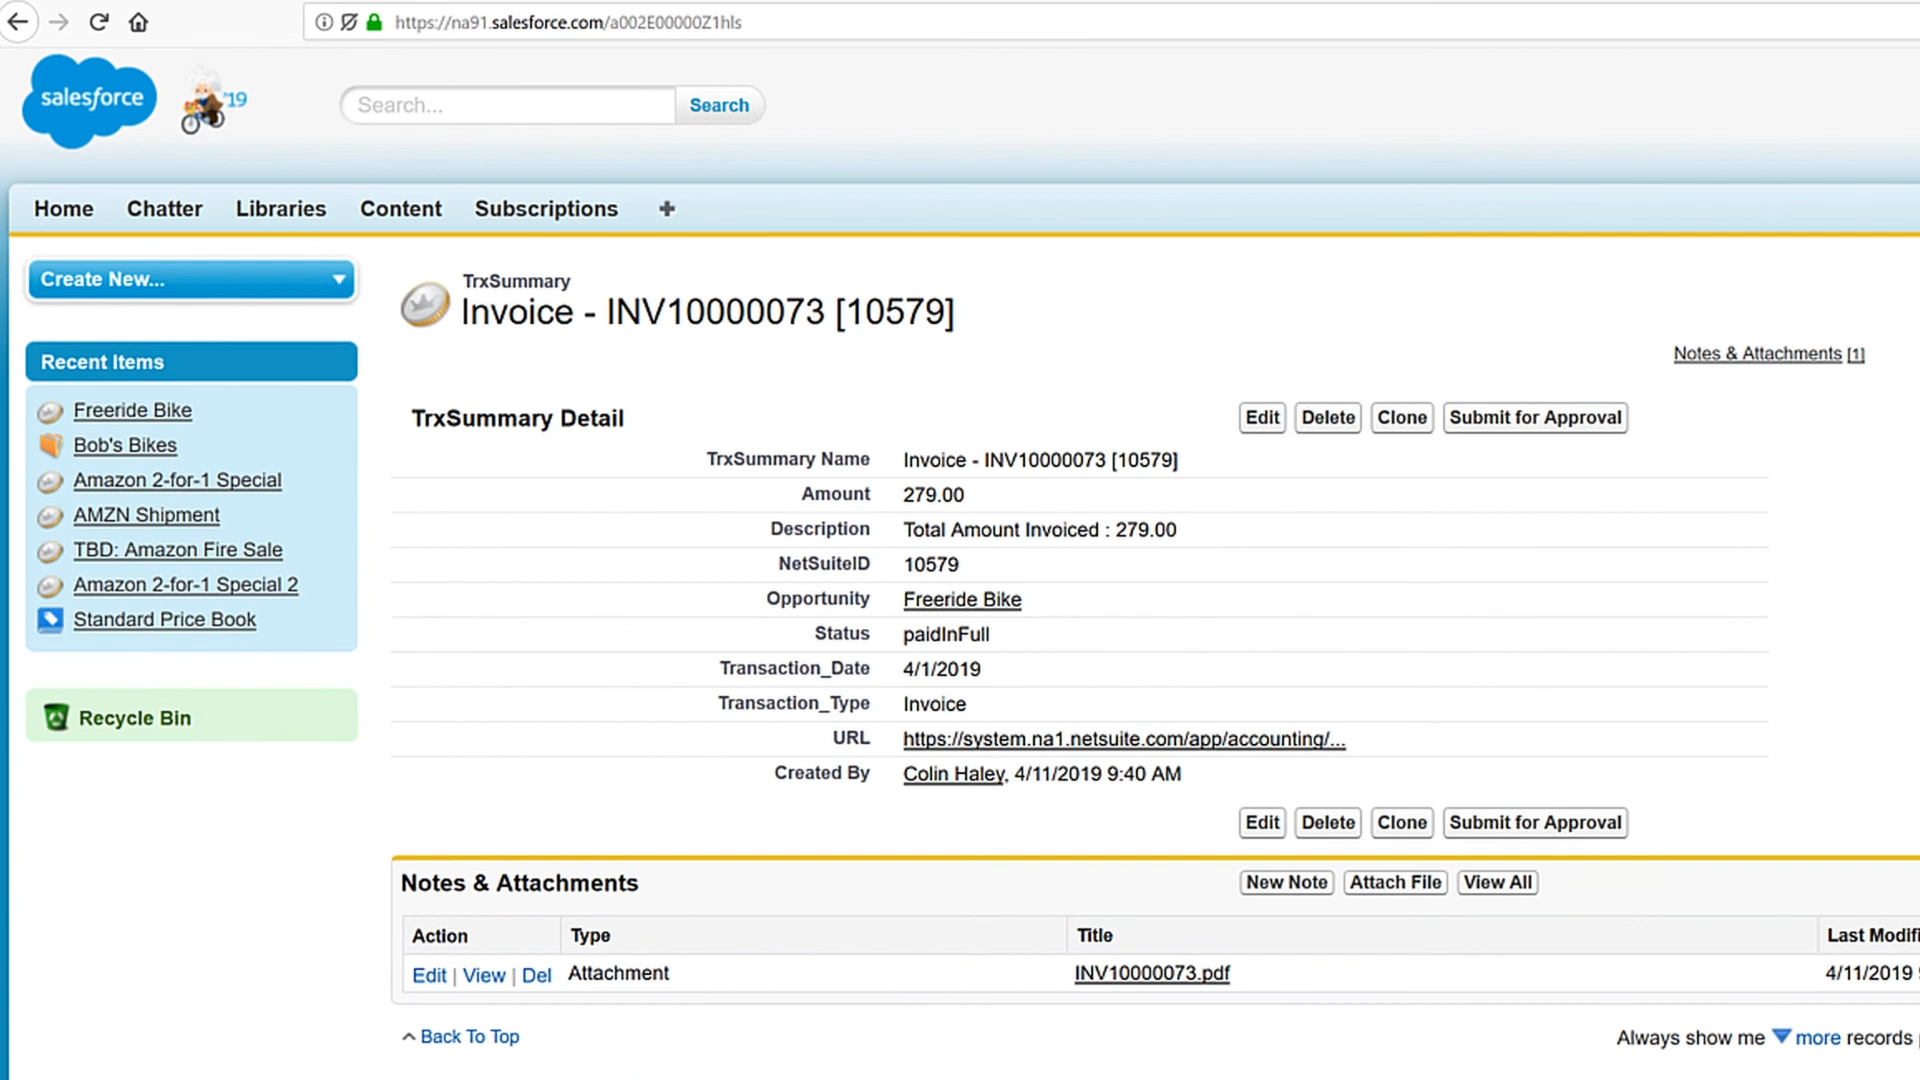 https://na91.salesforce.com/a002E00000Z1hls
salesforce
'19
Search...
Search
Home
Chatter
Libraries
Content
Subscriptions
+
Create New...
Recent Items
Freeride Bike
Bob's Bikes
Amazon 2-for-1 Special
AMZN Shipment
TBD: Amazon Fire Sale
Amazon 2-for-1 Special 2
Standard Price Book
Recycle Bin
TrxSummary
Invoice - INV10000073 [10579]
Notes & Attachments [1]
TrxSummary Detail
Edit
Delete
Clone
Submit for Approval
TrxSummary Name Invoice - INV10000073 [10579]
Amount 279.00
Description Total Amount Invoiced : 279.00
NetSuiteID 10579
Opportunity Freeride Bike
Status paidInFull
Transaction_Date 4/1/2019
Transaction_Type Invoice
URL https://system.na1.netsuite.com/app/accounting/...
Created By Colin Haley, 4/11/2019 9:40 AM
Edit
Delete
Clone
Submit for Approval
Notes & Attachments
New Note
Attach File
View All
Action Type Title Last Modifi
Edit | View | Del Attachment INV10000073.pdf 4/11/2019
Back To Top
Always show me more records